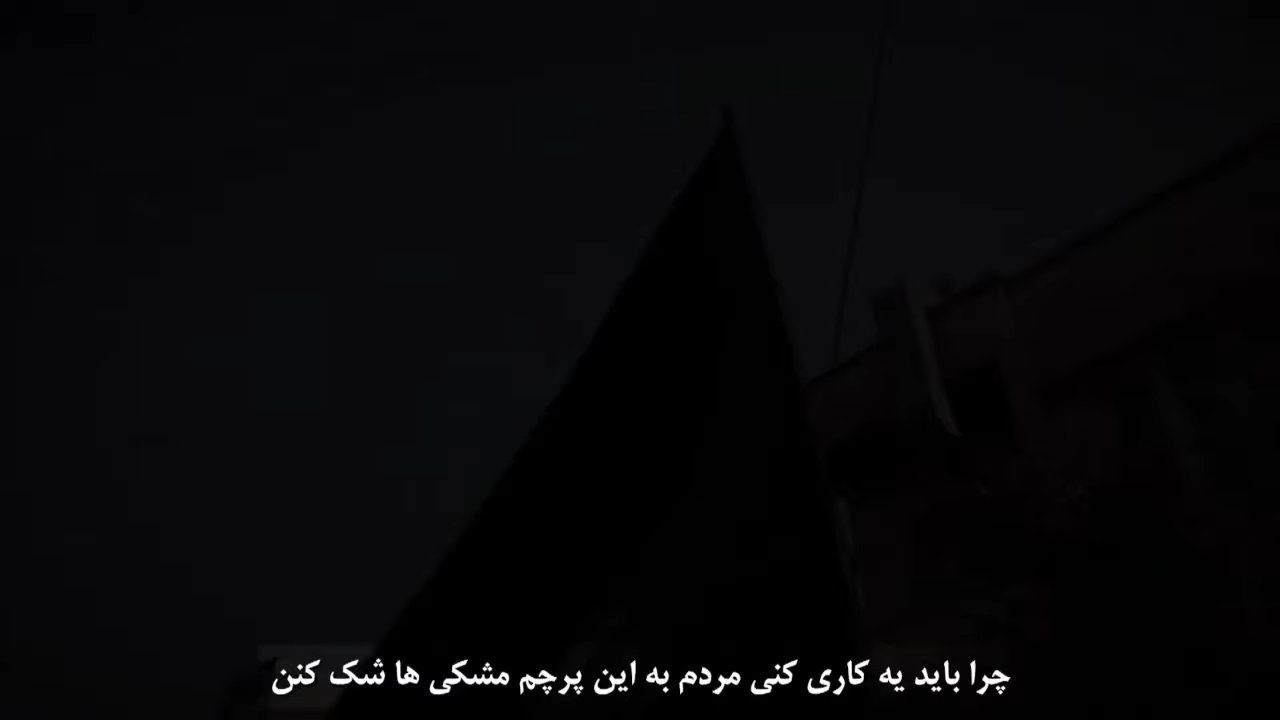 چرا باید یه کاری کنی مردم به این پرچم مشکی ها شک کنن